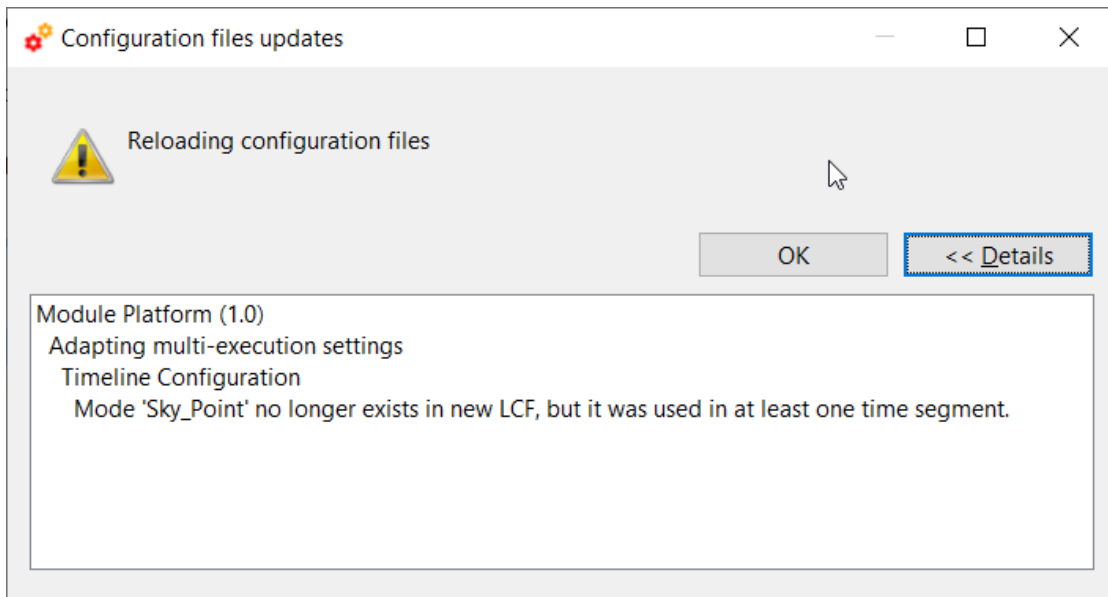 Configuration files updates
Reloading configuration files
OK
<< Details
Module Platform (1.0)
Adapting multi-execution settings
Timeline Configuration
Mode 'Sky_Point' no longer exists in new LCF, but it was used in at least one time segment.